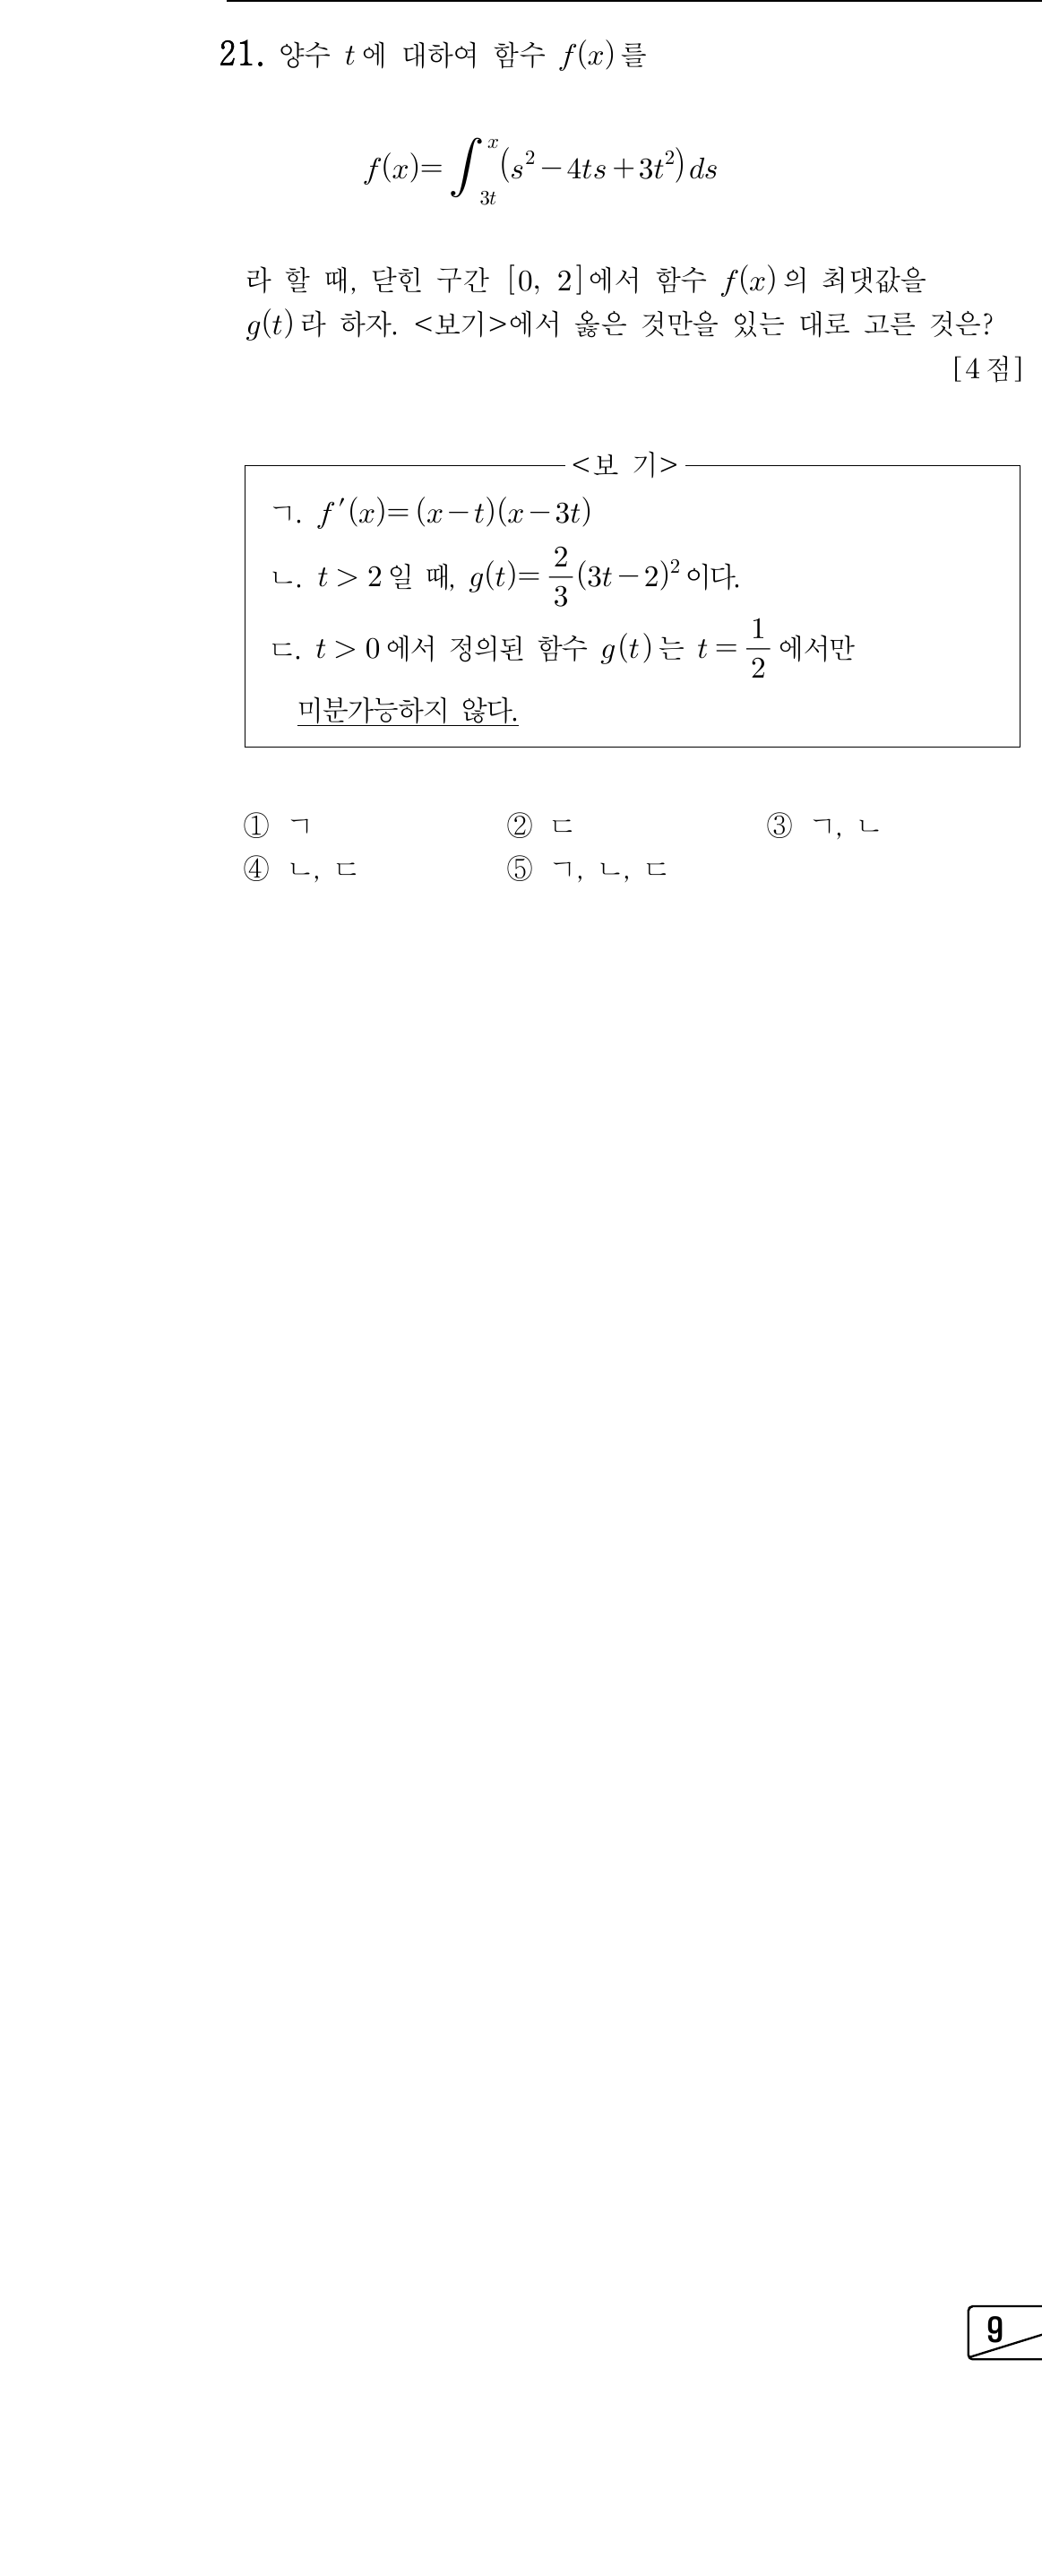 21. 양수 t에 대하여 함수 f(x)를
f(x)=∫_{3t}^{x}(s²-4ts+3t²)ds
라 할 때, 닫힌 구간 [0, 2]에서 함수 f(x)의 최댓값을
g(t)라 하자. <보기>에서 옳은 것만을 있는 대로 고른 것은?
[4점]
<보 기>
ㄱ. f′(x)=(x-t)(x-3t)
ㄴ. t>2일 때, g(t)=\frac{2}{3}(3t-2)²이다.
ㄷ. t>0에서 정의된 함수 g(t)는 t=\frac{1}{2}에서만
미분가능하지 않다.
① ㄱ ② ㄷ ③ ㄱ, ㄴ
④ ㄴ, ㄷ ⑤ ㄱ, ㄴ, ㄷ
9